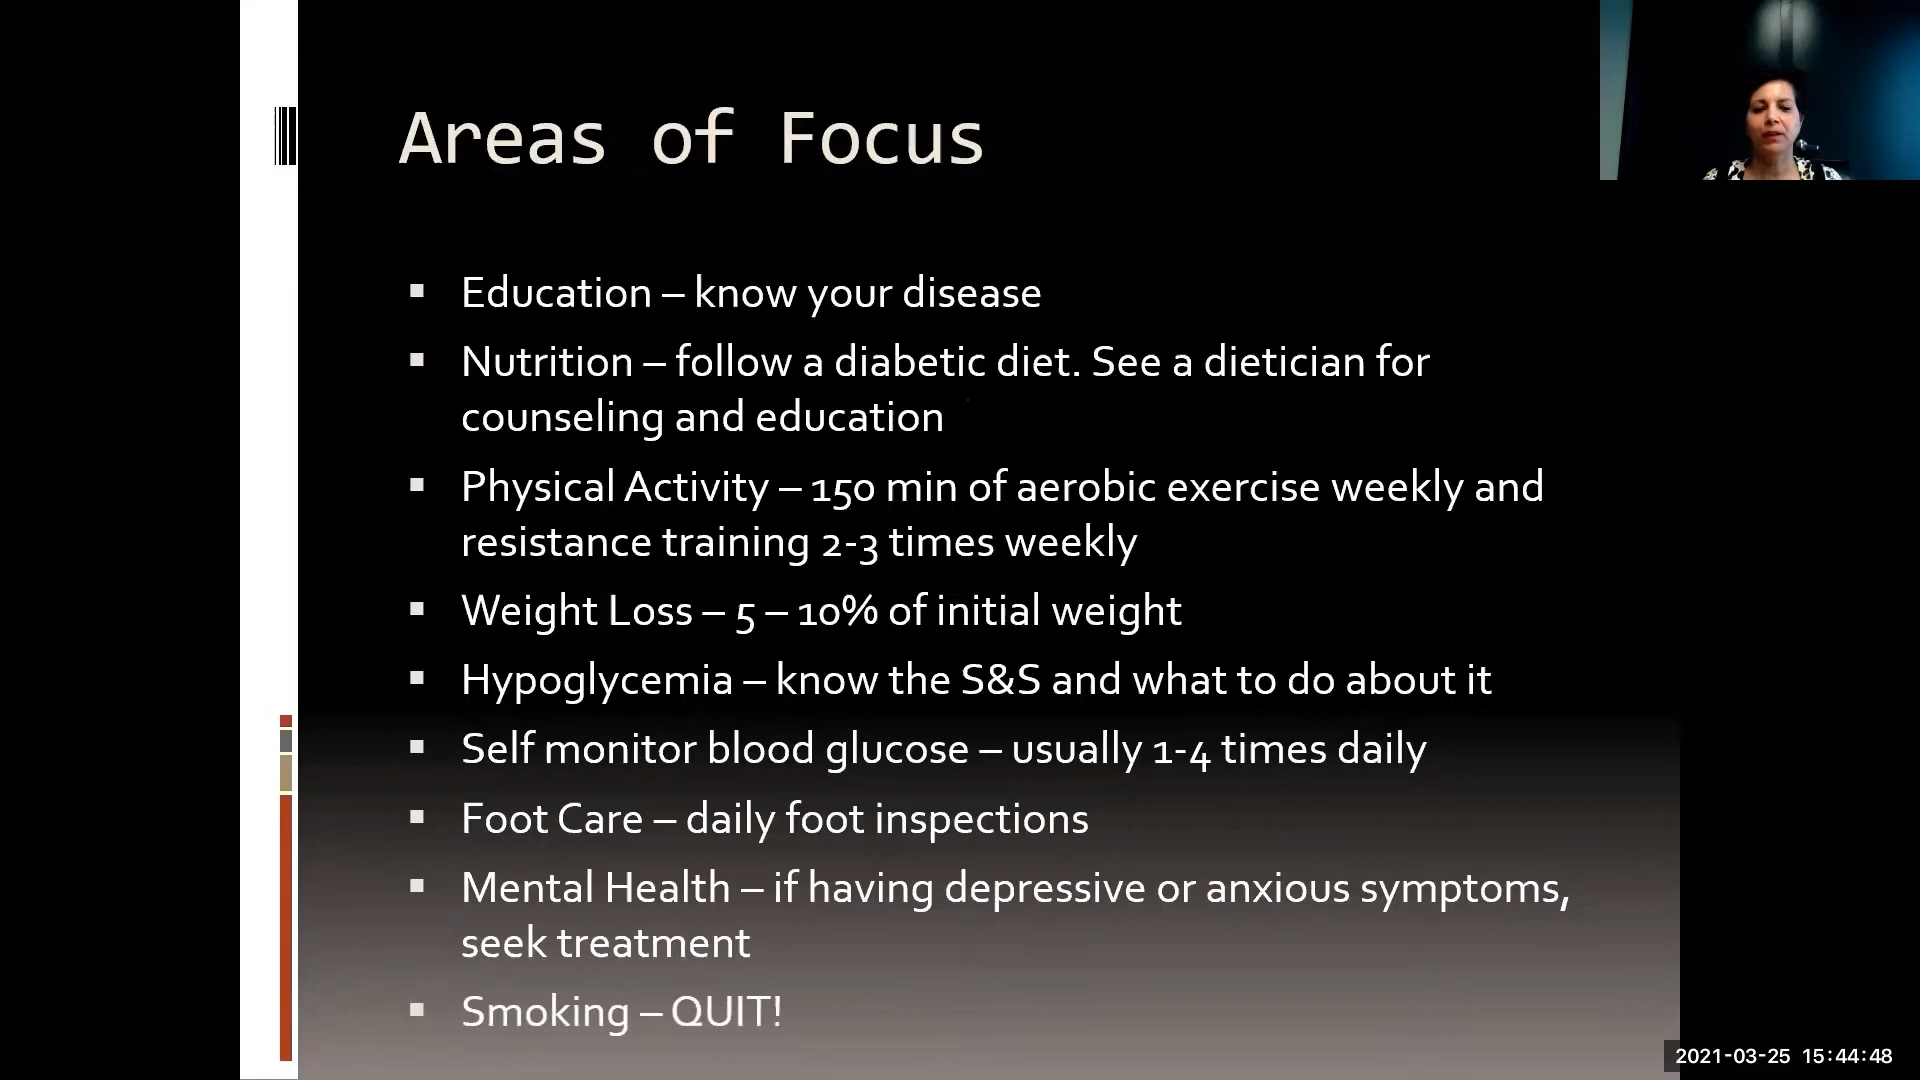 Areas of Focus
▪ Education – know your disease
▪ Nutrition – follow a diabetic diet. See a dietician for
counseling and education
▪ Physical Activity – 150 min of aerobic exercise weekly and
resistance training 2-3 times weekly
▪ Weight Loss – 5 – 10% of initial weight
▪ Hypoglycemia – know the S&S and what to do about it
▪ Self monitor blood glucose – usually 1-4 times daily
▪ Foot Care – daily foot inspections
▪ Mental Health – if having depressive or anxious symptoms,
seek treatment
▪ Smoking – QUIT!
2021-03-25 15:44:48